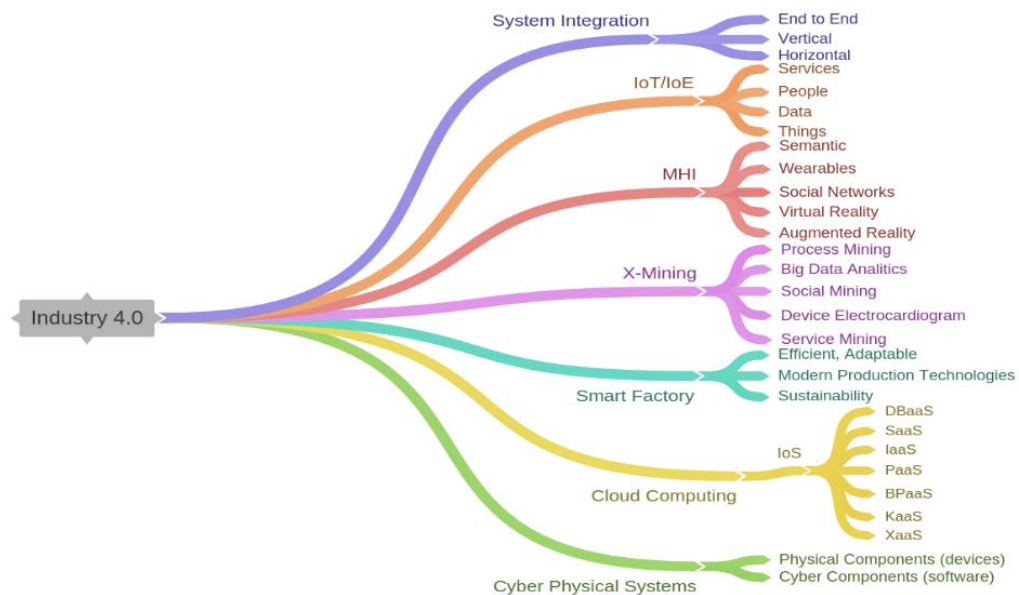 System Integration
End to End
Vertical
Horizontal
IoT/IoE
Services
People
Data
Things
MHI
Semantic
Wearables
Social Networks
Virtual Reality
Augmented Reality
X-Mining
Process Mining
Big Data Analitics
Social Mining
Device Electrocardiogram
Service Mining
Industry 4.0
Smart Factory
Efficient, Adaptable
Modern Production Technologies
Sustainability
Cloud Computing
IoS
DBaaS
SaaS
IaaS
PaaS
BPaaS
KaaS
XaaS
Cyber Physical Systems
Physical Components (devices)
Cyber Components (software)